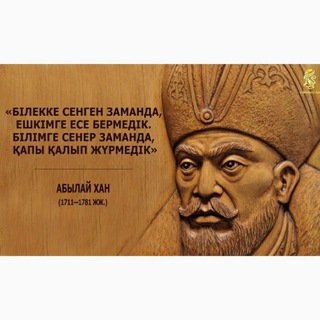 «БІЛЕККЕ СЕНГЕН ЗАМАНДА,
ЕШКІМГЕ ЕСЕ БЕРМЕДІК.
БІЛІМГЕ СЕНЕР ЗАМАНДА,
ҚАПЫ ҚАЛЫП ЖҮРМЕДІК»
АБЫЛАЙ ХАН
(1711—1781 ЖЖ.)